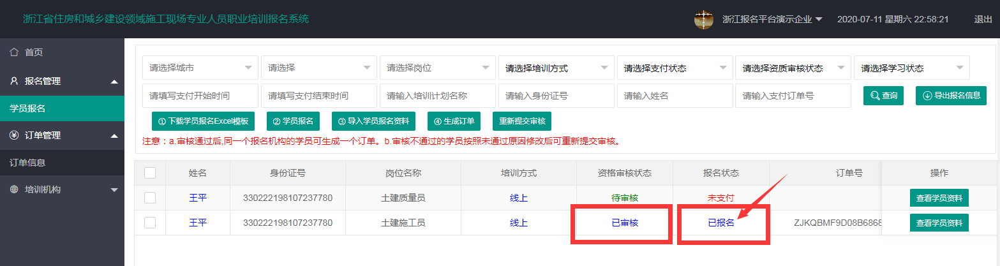 浙江省住房和城乡建设领域施工现场专业人员职业培训报名系统
浙江报名平台演示企业 2020-07-11 星期六 22:58:21 退出
首页
报名管理
学员报名
订单管理
订单信息
培训机构
请选择城市 请选择 请选择岗位 请选择培训方式 请选择支付状态 请选择资质审核状态 请选择学习状态
请填写支付开始时间 请填写支付结束时间 请输入培训计划名称 请输入身份证号 请输入姓名 请输入支付订单号 查询 导出报名信息
① 下载学员报名Excel模板 ② 学员报名 ③ 导入学员报名资料 ④ 生成订单 重新提交审核
注意：a.审核通过后,同一个报名机构的学员可生成一个订单。b.审核不通过的学员按照未通过原因修改后可重新提交审核。
姓名 身份证号 岗位名称 培训方式 资格审核状态 报名状态 订单号 操作
王平 330222198107237780 土建质量员 线上 待审核 未支付 查看学员资料
王平 330222198107237780 土建施工员 线上 已审核 已报名 ZJKQBMF9D08B6868 查看学员资料